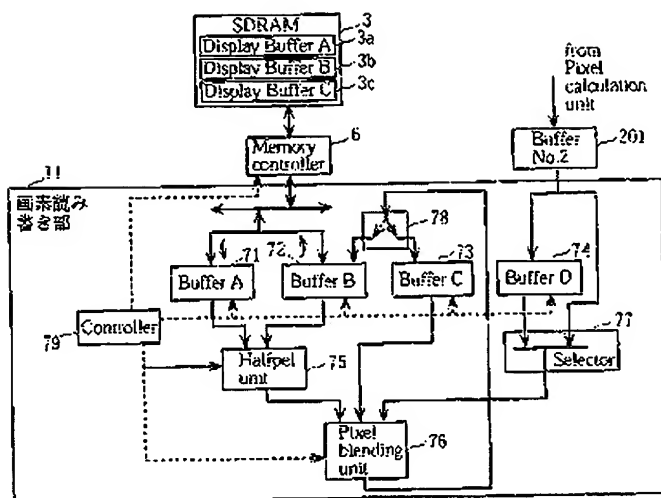 SDRAM
3
Display Buffer A
3a
Display Buffer B
3b
Display Buffer C
3c
from
Pixel
calculation
unit
6
Memory
controller
Buffer
No.2
201
11
画素読み
書き部
78
71
72
73
74
Buffer A
Buffer B
Buffer C
Buffer D
77
79
Controller
Halfpel
unit
75
Selector
Pixel
blending
unit
76